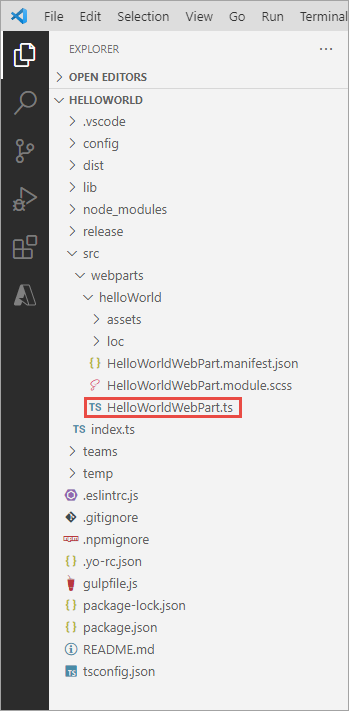 File Edit Selection View Go Run Terminal
EXPLORER ...
OPEN EDITORS
HELLOWORLD
.vscode
config
dist
lib
node_modules
release
src
webparts
helloWorld
assets
loc
{} HelloWorldWebPart.manifest.json
HelloWorldWebPart.module.scss
TS HelloWorldWebPart.ts
TS index.ts
teams
temp
.eslintrc.js
.gitignore
npm .npmignore
{} .yo-rc.json
gulpfile.js
{} package-lock.json
{} package.json
README.md
TS tsconfig.json